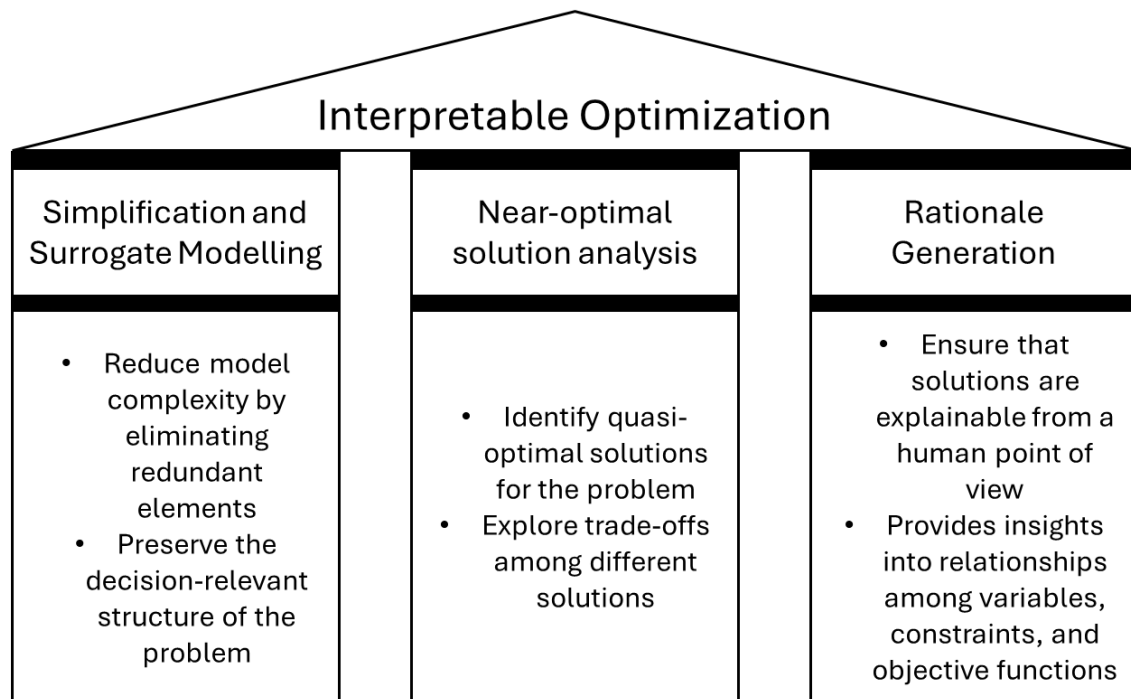 Interpretable Optimization
Simplification and
Surrogate Modelling
• Reduce model
complexity by
eliminating
redundant
elements
• Preserve the
decision-relevant
structure of the
problem
Near-optimal
solution analysis
• Identify quasi-
optimal solutions
for the problem
• Explore trade-offs
among different
solutions
Rationale
Generation
• Ensure that
solutions are
explainable from a
human point of
view
• Provides insights
into relationships
among variables,
constraints, and
objective functions